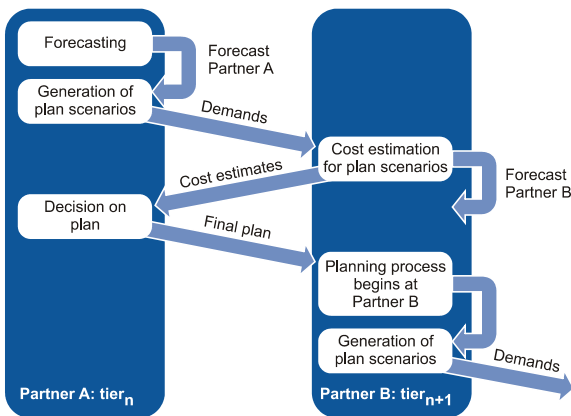 Forecasting
Forecast
Partner A
Generation of
plan scenarios
Demands
Cost estimation
for plan scenarios
Forecast
Partner B
Cost estimates
Decision on
plan
Final plan
Planning process
begins at
Partner B
Generation of
plan scenarios
Demands
Partner A: tierₙ
Partner B: tierₙ₊₁